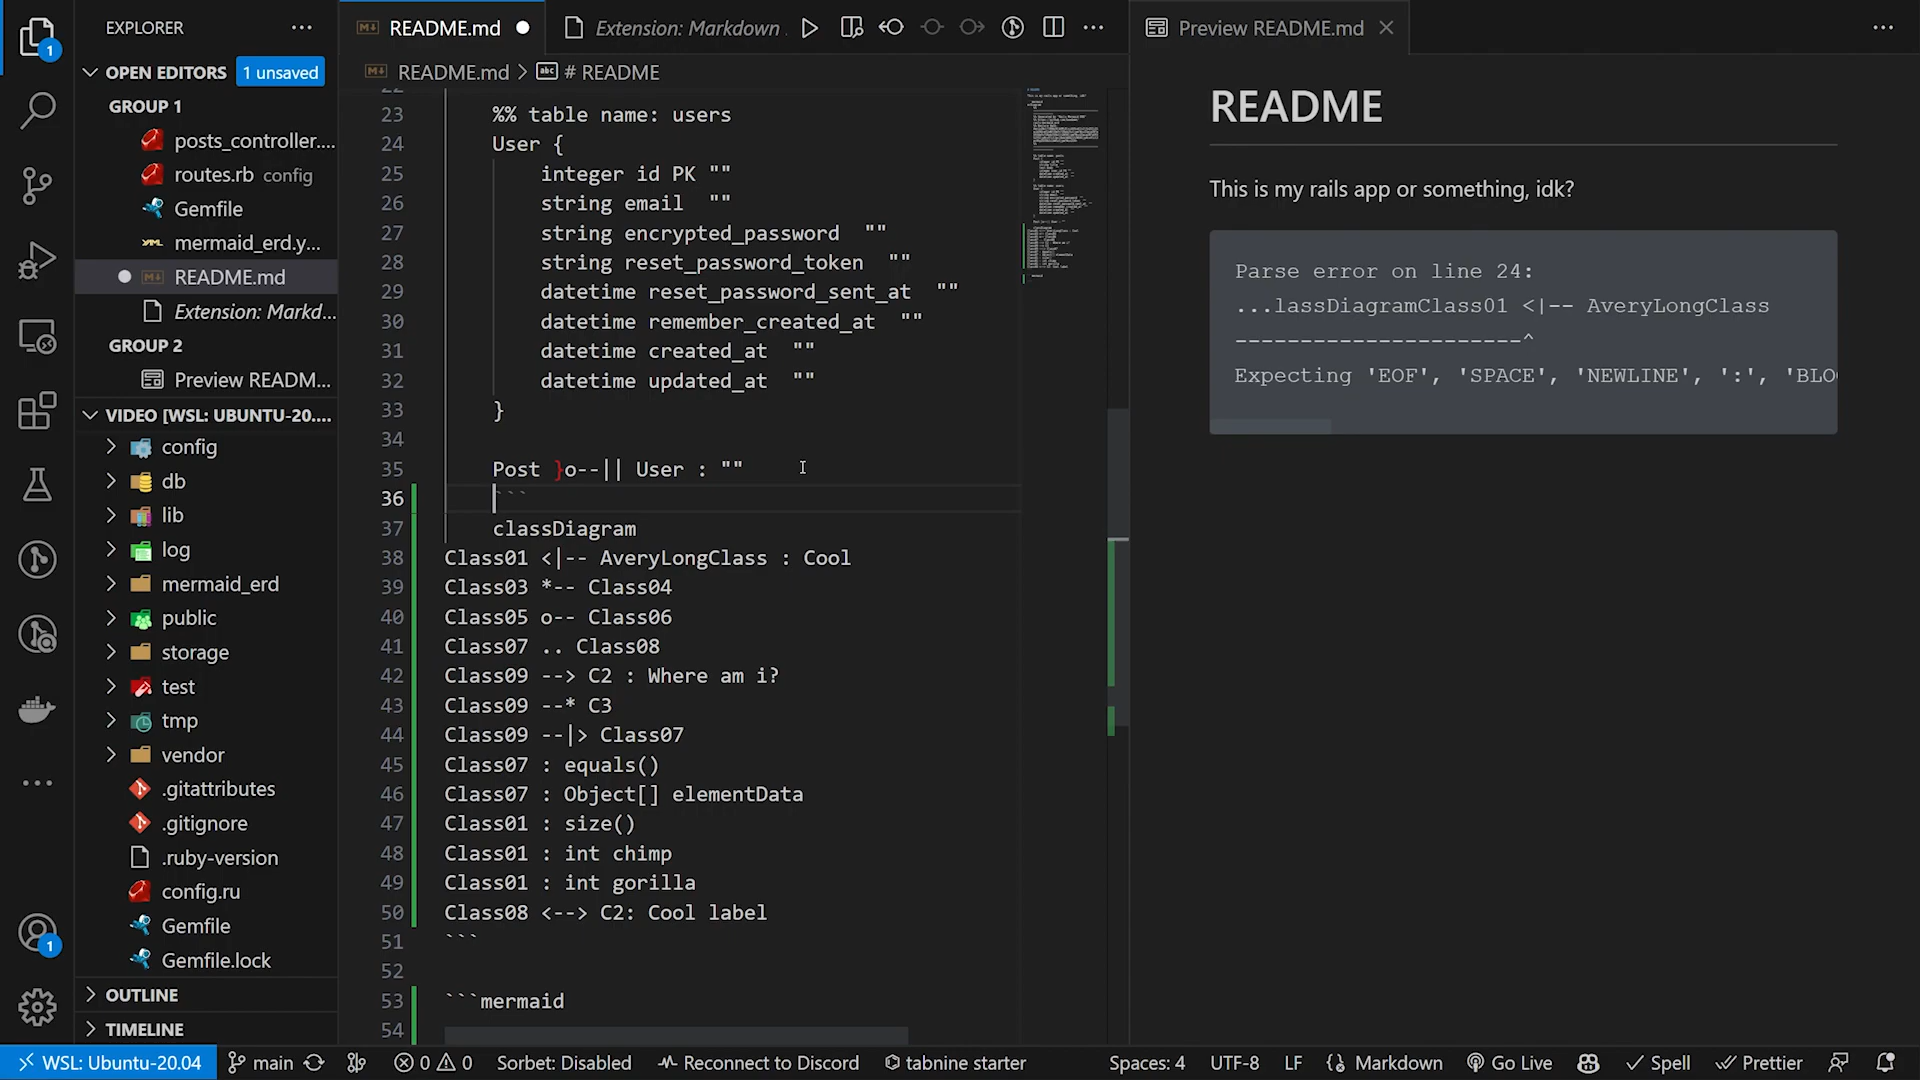 EXPLORER
OPEN EDITORS 1 unsaved
GROUP 1
posts_controller....
routes.rb config
Gemfile
mermaid_erd.y...
README.md
Extension: Markd...
GROUP 2
Preview READM...
VIDEO [WSL: UBUNTU-20....
config
db
lib
log
mermaid_erd
public
storage
test
tmp
vendor
.gitattributes
.gitignore
.ruby-version
config.ru
Gemfile
Gemfile.lock
OUTLINE
TIMELINE
1
1
README.md
Extension: Markdown
README.md > # README
22
23 %% table name: users
24 User {
25 integer id PK ""
26 string email ""
27 string encrypted_password ""
28 string reset_password_token ""
29 datetime reset_password_sent_at ""
30 datetime remember_created_at ""
31 datetime created_at ""
32 datetime updated_at ""
33 }
34
35 Post }o--|| User : ""
36 ```
37 classDiagram
38 Class01 <|-- AveryLongClass : Cool
39 Class03 *-- Class04
40 Class05 o-- Class06
41 Class07 .. Class08
42 Class09 --> C2 : Where am i?
43 Class09 --* C3
44 Class09 --|> Class07
45 Class07 : equals()
46 Class07 : Object[] elementData
47 Class01 : size()
48 Class01 : int chimp
49 Class01 : int gorilla
50 Class08 <--> C2: Cool label
51 ```
52
53 ```mermaid
54
Preview README.md
README
This is my rails app or something, idk?
Parse error on line 24:
...lassDiagramClass01 <|-- AveryLongClass
----------------------^
Expecting 'EOF', 'SPACE', 'NEWLINE', ':', 'BLO
WSL: Ubuntu-20.04 main 0 0 Sorbet: Disabled Reconnect to Discord tabnine starter Spaces: 4 UTF-8 LF {} Markdown Go Live Spell Prettier